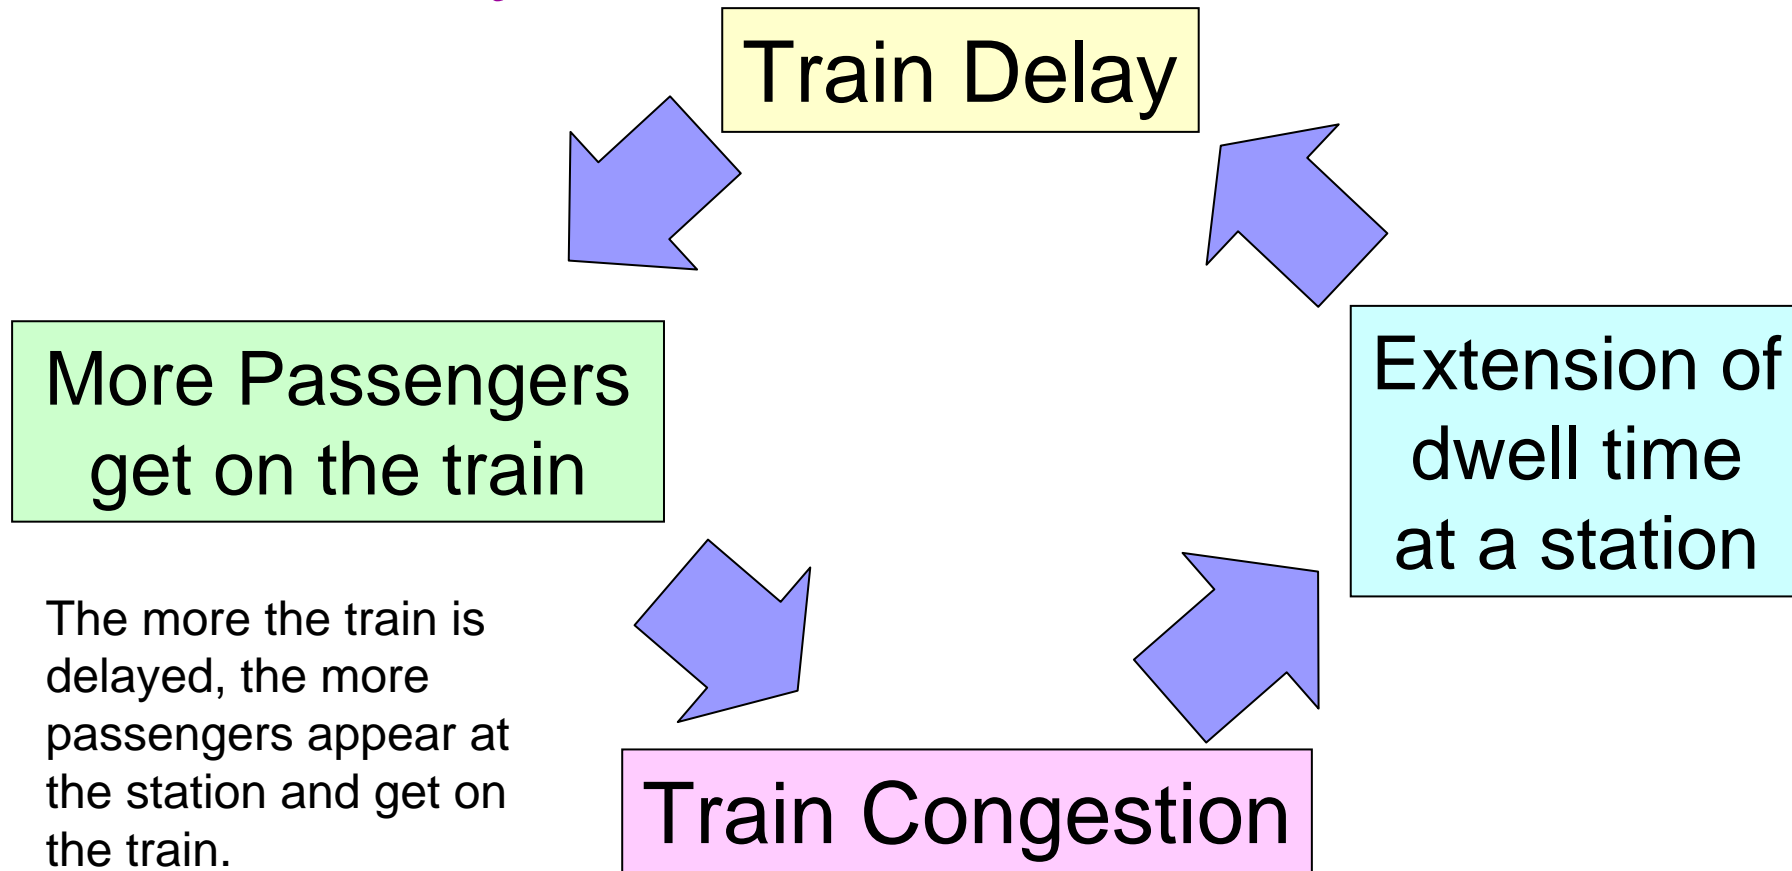 Train Delay
More Passengers
get on the train
Extension of
dwell time
at a station
The more the train is
delayed, the more
passengers appear at
the station and get on
the train.
Train Congestion